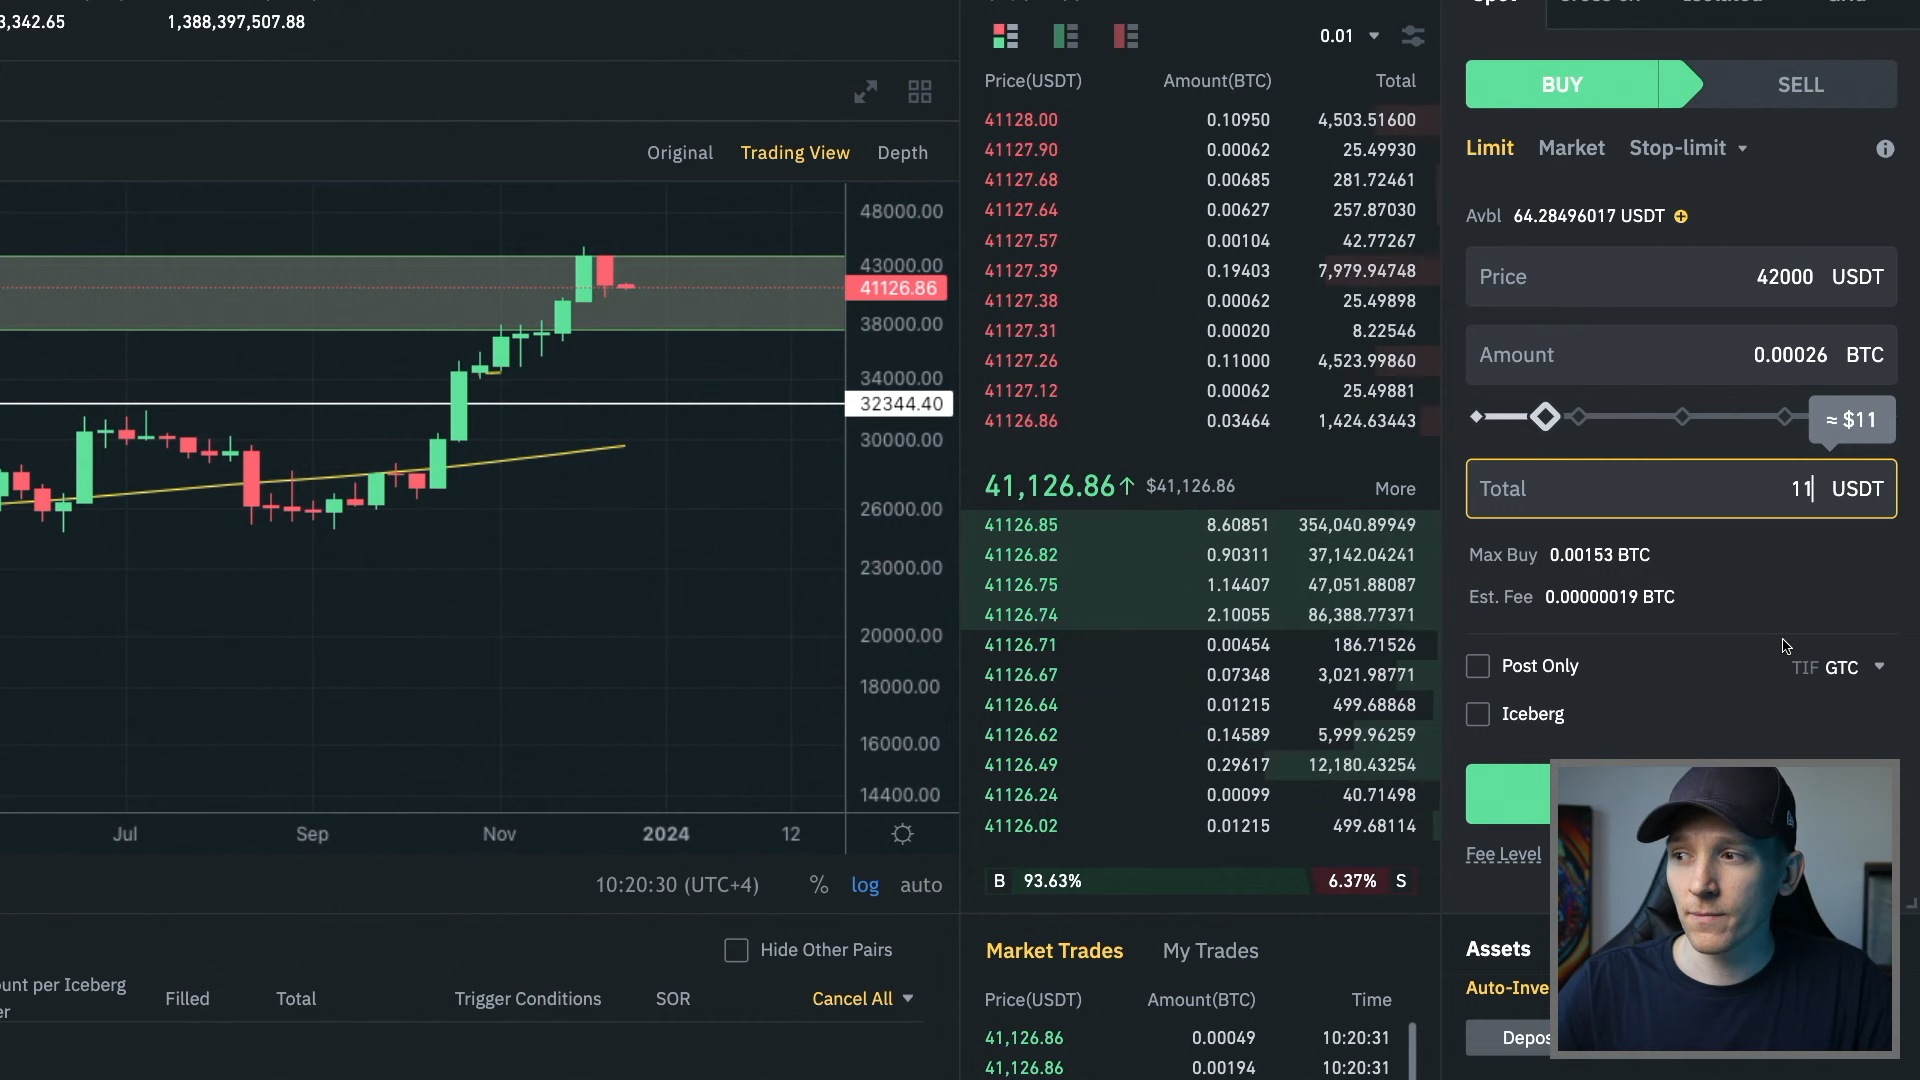 3,342.65 1,388,397,507.88
Original Trading View Depth
48000.00
43000.00
41126.86
38000.00
34000.00
32344.40
30000.00
26000.00
23000.00
20000.00
18000.00
16000.00
14400.00
Jul Sep Nov 2024 12
10:20:30 (UTC+4) % log auto
Hide Other Pairs
ount per Iceberg
er
Filled Total Trigger Conditions SOR Cancel All
0.01
Price(USDT) Amount(BTC) Total
41128.00 0.10950 4,503.51600
41127.90 0.00062 25.49930
41127.68 0.00685 281.72461
41127.64 0.00627 257.87030
41127.57 0.00104 42.77267
41127.39 0.19403 7,979.94748
41127.38 0.00062 25.49898
41127.31 0.00020 8.22546
41127.26 0.11000 4,523.99860
41127.12 0.00062 25.49881
41126.86 0.03464 1,424.63443
41,126.86↑ $41,126.86 More
41126.85 8.60851 354,040.89949
41126.82 0.90311 37,142.04241
41126.75 1.14407 47,051.88087
41126.74 2.10055 86,388.77371
41126.71 0.00454 186.71526
41126.67 0.07348 3,021.98771
41126.64 0.01215 499.68868
41126.62 0.14589 5,999.96259
41126.49 0.29617 12,180.43254
41126.24 0.00099 40.71498
41126.02 0.01215 499.68114
B 93.63% 6.37% S
Market Trades My Trades
Price(USDT) Amount(BTC) Time
41,126.86 0.00049 10:20:31
41,126.86 0.00194 10:20:31
BUY SELL
Limit Market Stop-limit
Avbl 64.28496017 USDT
Price 42000 USDT
Amount 0.00026 BTC
≈ $11
Total 11 USDT
Max Buy 0.00153 BTC
Est. Fee 0.00000019 BTC
Post Only TIF GTC
Iceberg
Fee Level
Assets
Auto-Inve
Depos